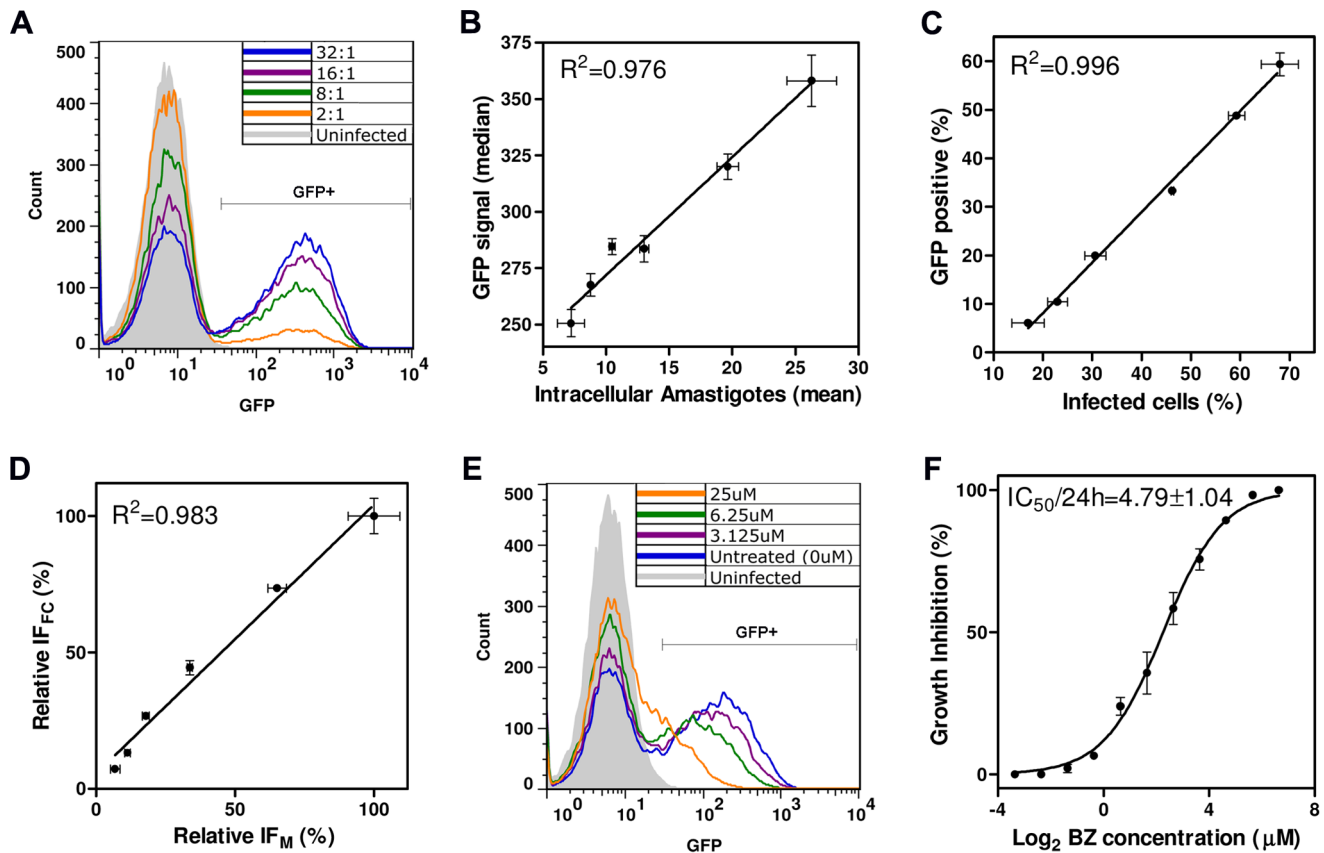 A
500
400
300
200
100
0
Count
10^0
10^1
10^2
10^3
10^4
GFP
32:1
16:1
8:1
2:1
Uninfected
GFP+
B
R^2=0.976
375
350
325
300
275
250
GFP signal (median)
5
10
15
20
25
30
Intracellular Amastigotes (mean)
C
R^2=0.996
60
50
40
30
20
10
0
GFP positive (%)
10
20
30
40
50
60
70
Infected cells (%)
D
R^2=0.983
100
50
0
Relative IF_FC (%)
0
50
100
Relative IF_M (%)
E
500
400
300
200
100
0
Count
10^0
10^1
10^2
10^3
10^4
GFP
25uM
6.25uM
3.125uM
Untreated (0uM)
Uninfected
GFP+
F
IC_50/24h=4.79±1.04
100
50
0
Growth Inhibition (%)
-4
0
4
8
Log_2 BZ concentration (μM)